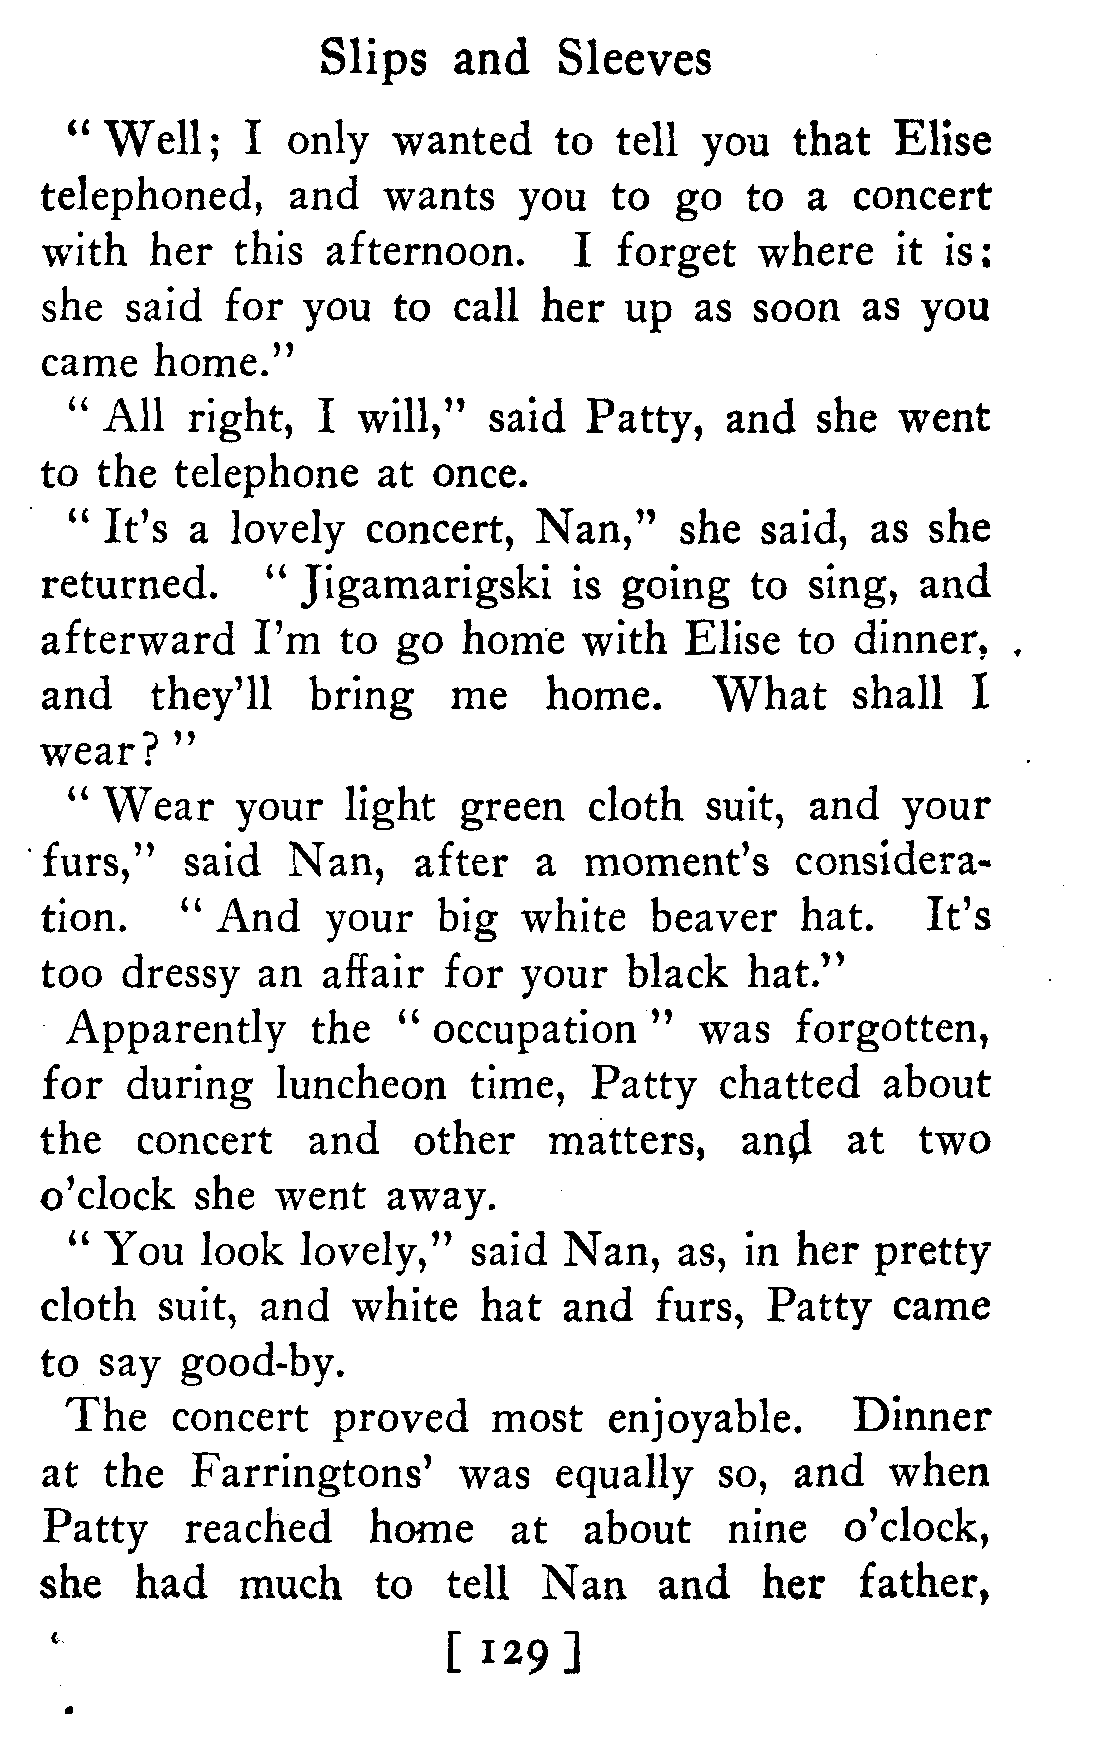 Slips and Sleeves
“ Well; I only wanted to tell you that Elise
telephoned, and wants you to go to a concert
with her this afternoon. I forget where it is;
she said for you to call her up as soon as you
came home.”
“ All right, I will,” said Patty, and she went
to the telephone at once.
“ It's a lovely concert, Nan,” she said, as she
returned. “ Jigamarigski is going to sing, and
afterward I'm to go home with Elise to dinner,
and they'll bring me home. What shall I
wear? ”
“ Wear your light green cloth suit, and your
furs,” said Nan, after a moment's considera-
tion. “ And your big white beaver hat. It's
too dressy an affair for your black hat.”
Apparently the “ occupation ” was forgotten,
for during luncheon time, Patty chatted about
the concert and other matters, and at two
o'clock she went away.
“ You look lovely,” said Nan, as, in her pretty
cloth suit, and white hat and furs, Patty came
to say good-by.
The concert proved most enjoyable. Dinner
at the Farringtons' was equally so, and when
Patty reached home at about nine o'clock,
she had much to tell Nan and her father,
[ 129 ]